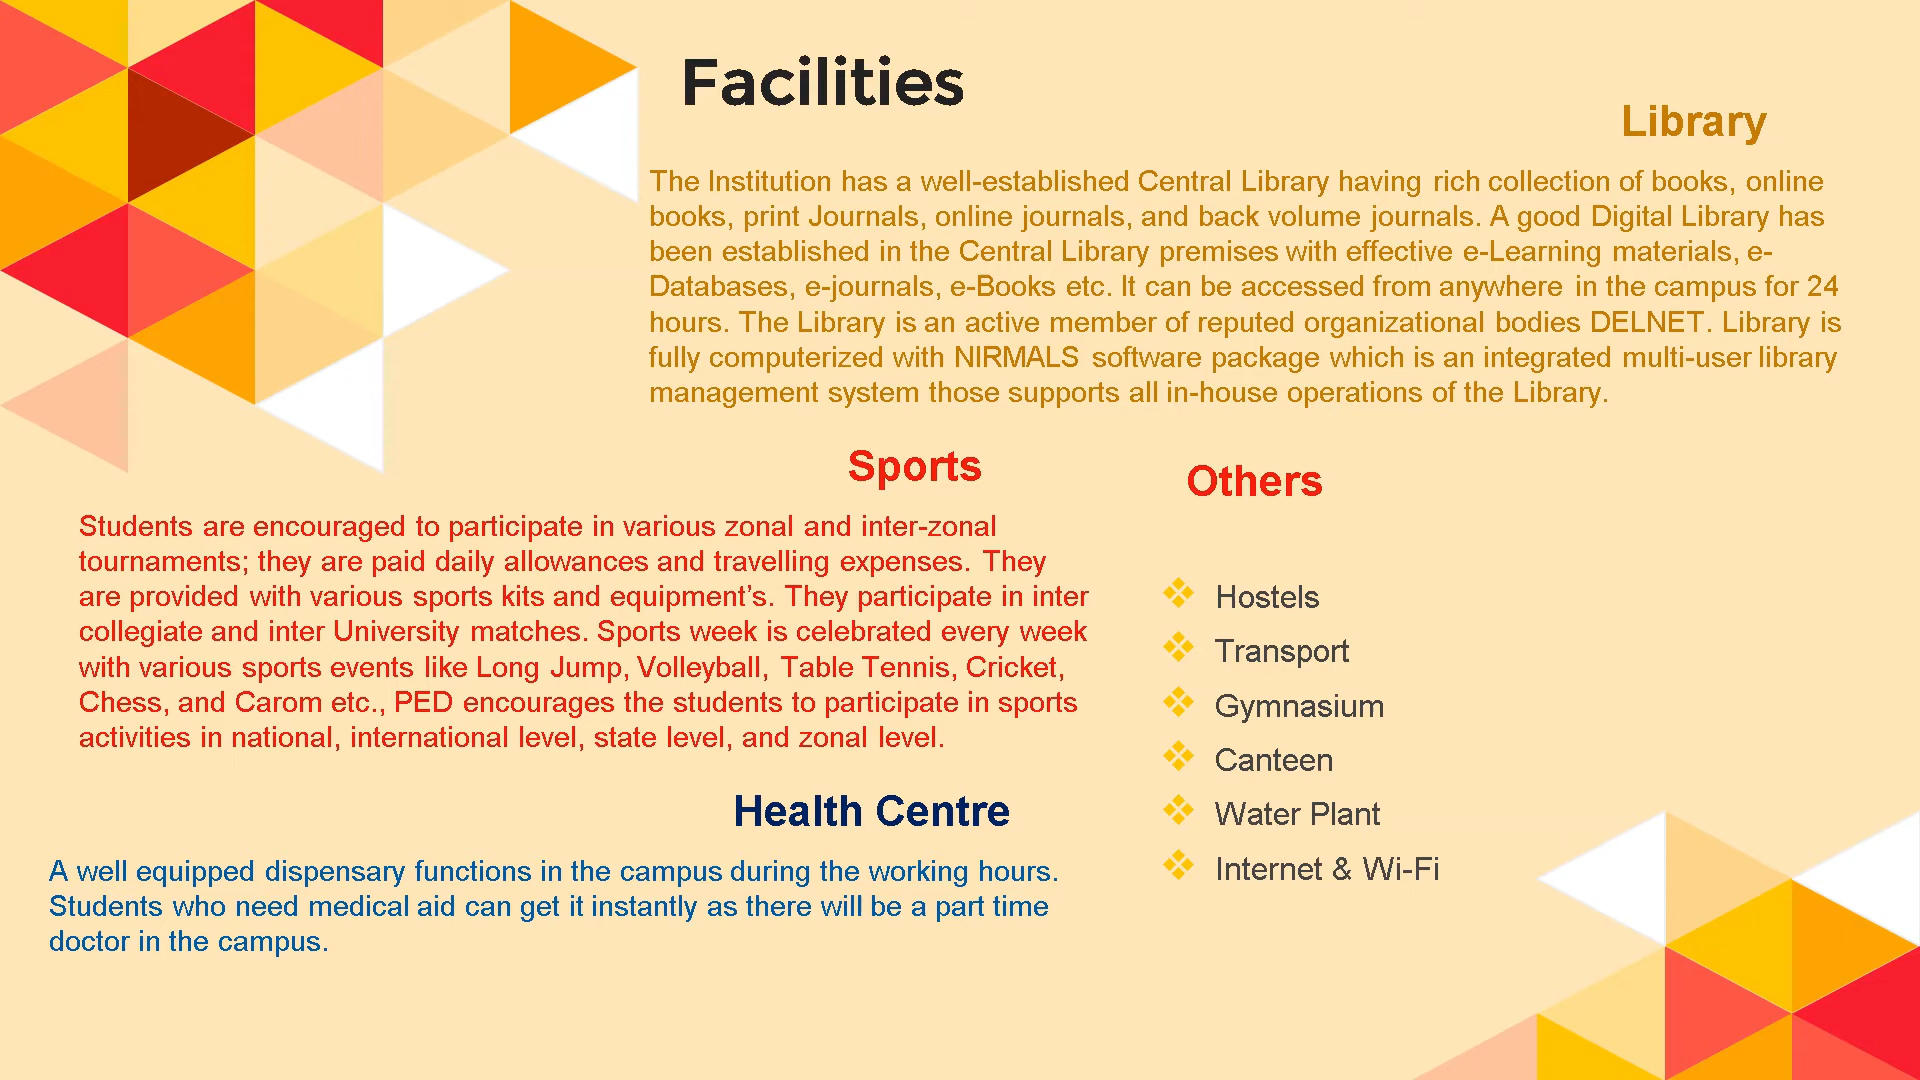 Facilities
Library
The Institution has a well-established Central Library having rich collection of books, online
books, print Journals, online journals, and back volume journals. A good Digital Library has
been established in the Central Library premises with effective e-Learning materials, e-
Databases, e-journals, e-Books etc. It can be accessed from anywhere in the campus for 24
hours. The Library is an active member of reputed organizational bodies DELNET. Library is
fully computerized with NIRMALS software package which is an integrated multi-user library
management system those supports all in-house operations of the Library.
Sports
Students are encouraged to participate in various zonal and inter-zonal
tournaments; they are paid daily allowances and travelling expenses. They
are provided with various sports kits and equipment’s. They participate in inter
collegiate and inter University matches. Sports week is celebrated every week
with various sports events like Long Jump, Volleyball, Table Tennis, Cricket,
Chess, and Carom etc., PED encourages the students to participate in sports
activities in national, international level, state level, and zonal level.
Health Centre
A well equipped dispensary functions in the campus during the working hours.
Students who need medical aid can get it instantly as there will be a part time
doctor in the campus.
Others
Hostels
Transport
Gymnasium
Canteen
Water Plant
Internet & Wi-Fi